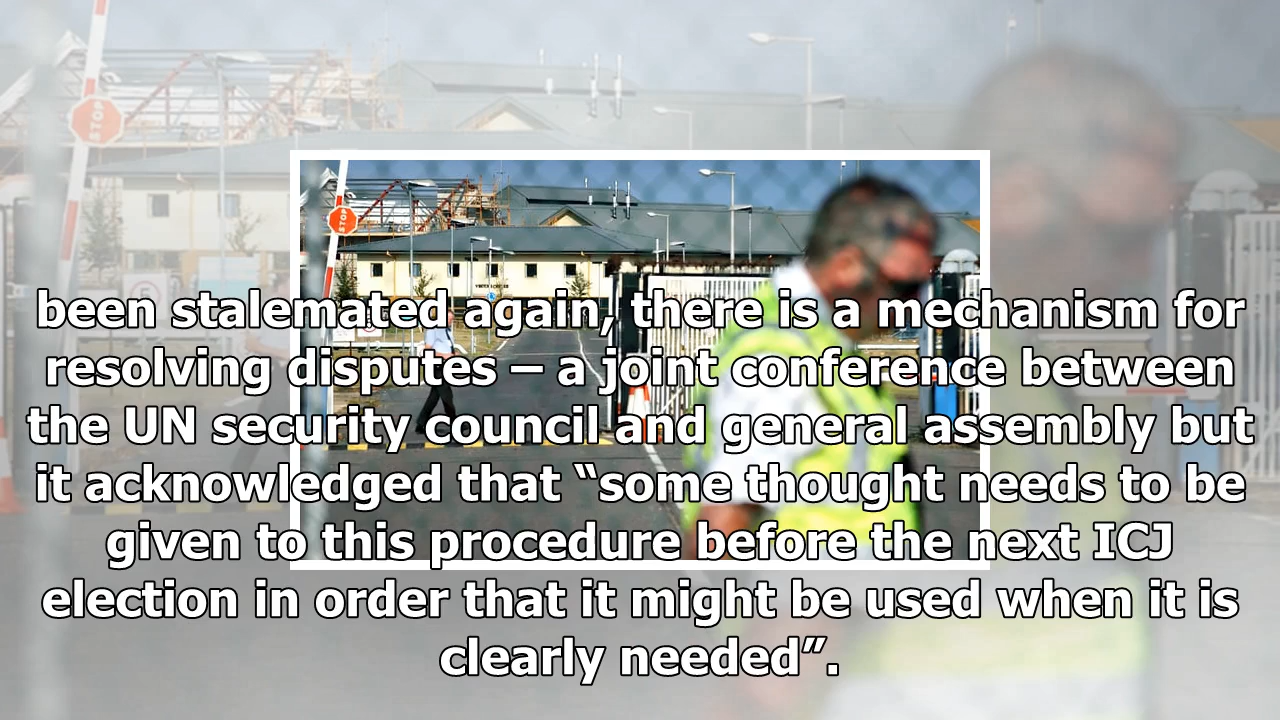 STOP
STOP
been stalemated again, there is a mechanism for
resolving disputes – a joint conference between
the UN security council and general assembly but
it acknowledged that “some thought needs to be
given to this procedure before the next ICJ
election in order that it might be used when it is
clearly needed”.